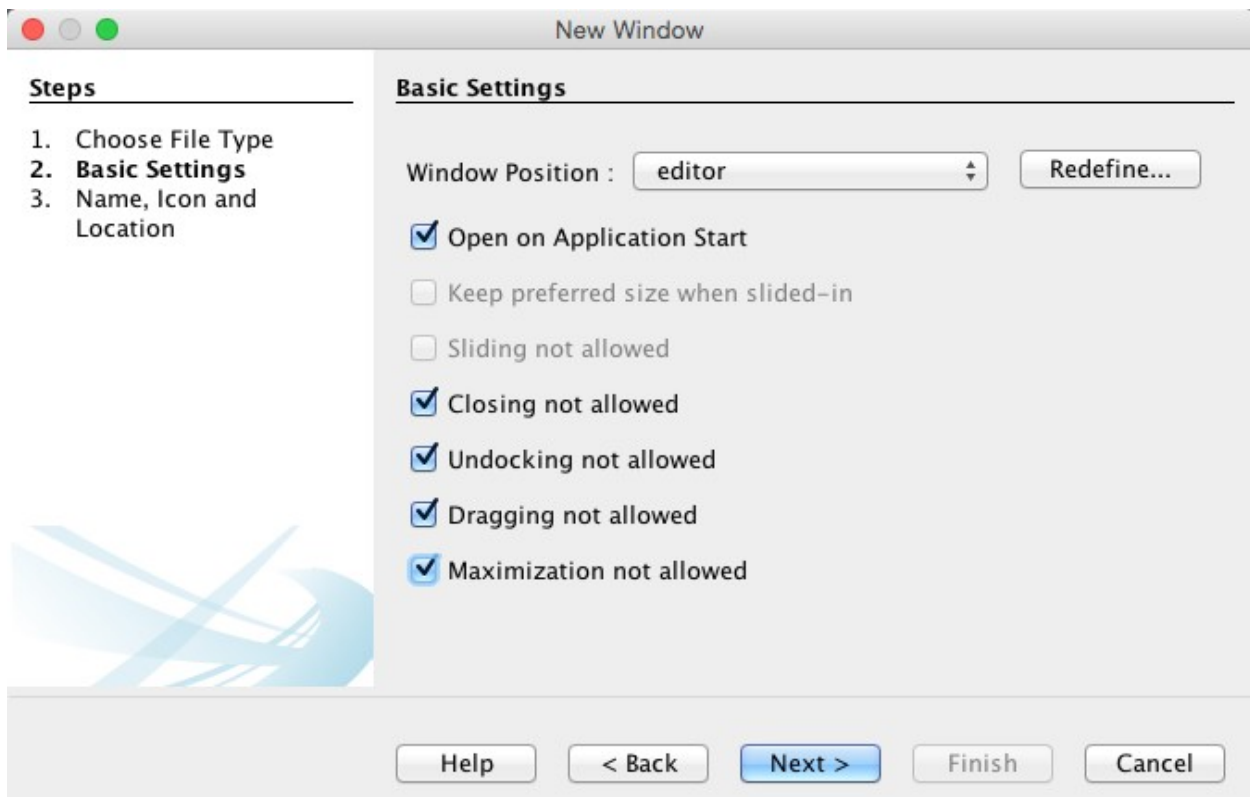 New Window
Steps
1. Choose File Type
2. Basic Settings
3. Name, Icon and
Location
Basic Settings
Window Position : editor Redefine...
Open on Application Start
Keep preferred size when slided-in
Sliding not allowed
Closing not allowed
Undocking not allowed
Dragging not allowed
Maximization not allowed
Help < Back Next > Finish Cancel